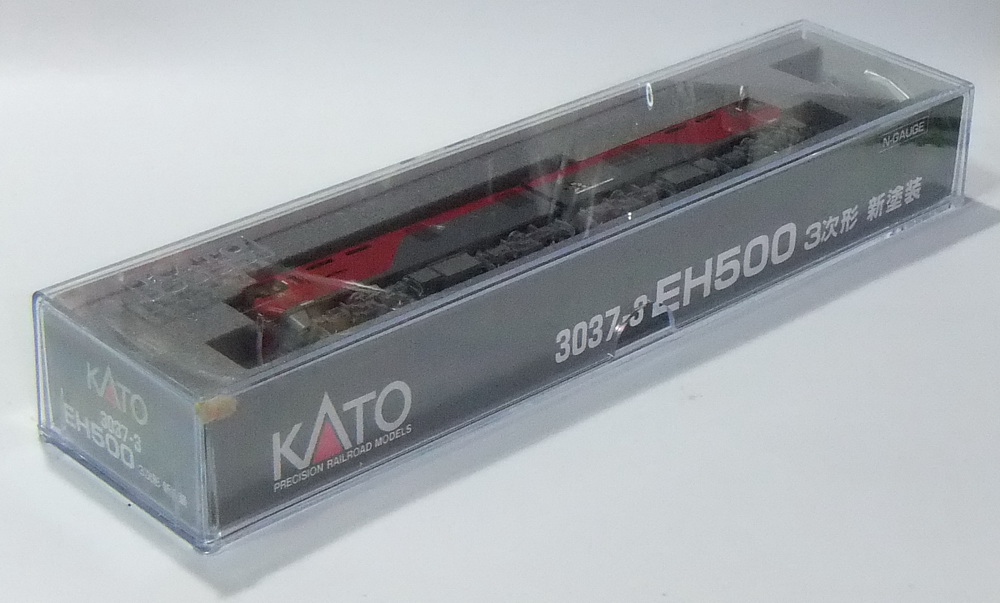 N-GAUGE
3037-3 EH500 3次形 新塗装
KATO
PRECISION RAILROAD MODELS
KATO
3037-3
EH500